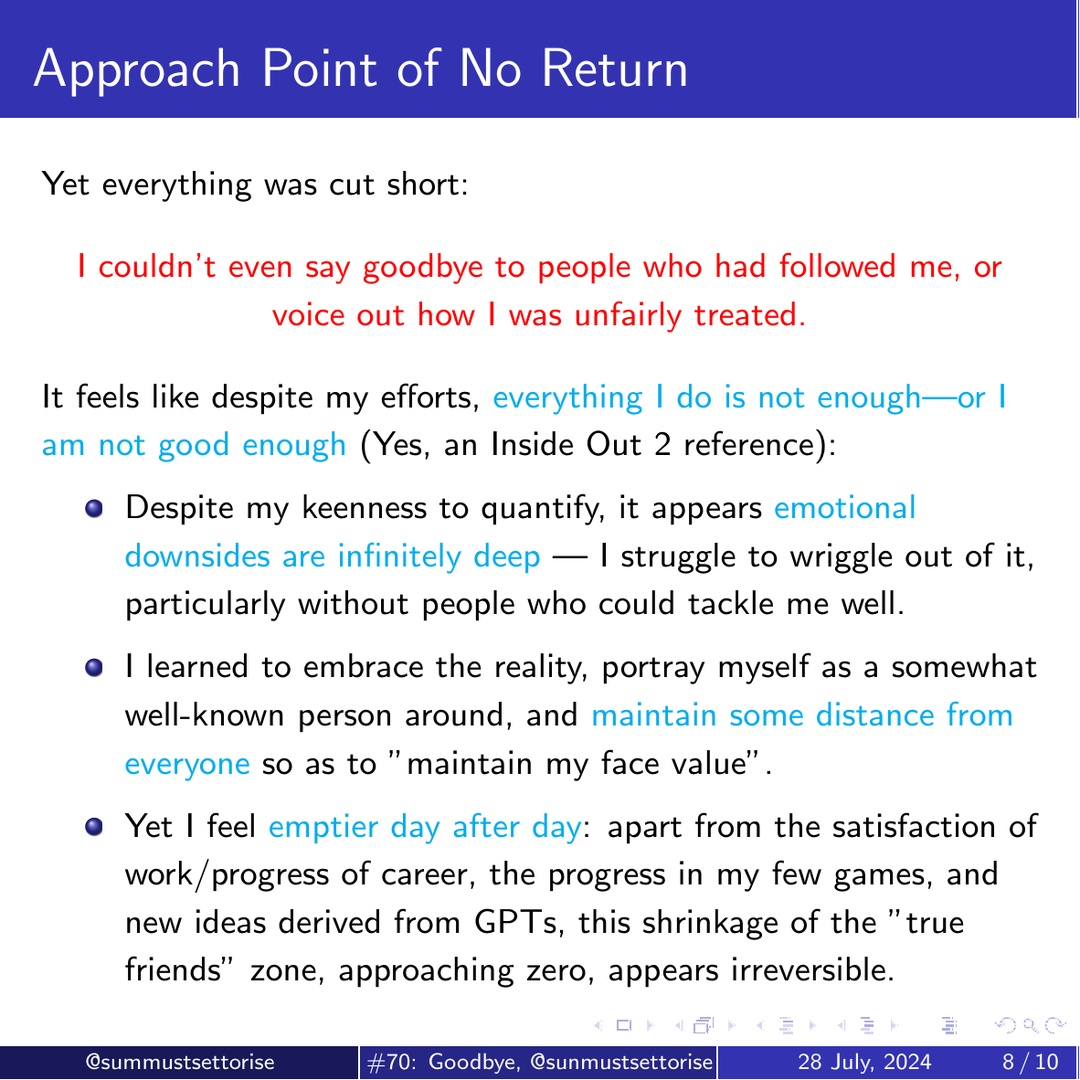 Approach Point of No Return
Yet everything was cut short:
I couldn't even say goodbye to people who had followed me, or
voice out how I was unfairly treated.
It feels like despite my efforts, everything I do is not enough—or I
am not good enough (Yes, an Inside Out 2 reference):
Despite my keenness to quantify, it appears emotional
downsides are infinitely deep — I struggle to wriggle out of it,
particularly without people who could tackle me well.
I learned to embrace the reality, portray myself as a somewhat
well-known person around, and maintain some distance from
everyone so as to ”maintain my face value”.
Yet I feel emptier day after day: apart from the satisfaction of
work/progress of career, the progress in my few games, and
new ideas derived from GPTs, this shrinkage of the ”true
friends” zone, approaching zero, appears irreversible.
@summustsettorise #70: Goodbye, @sunmustsettorise 28 July, 2024 8 / 10